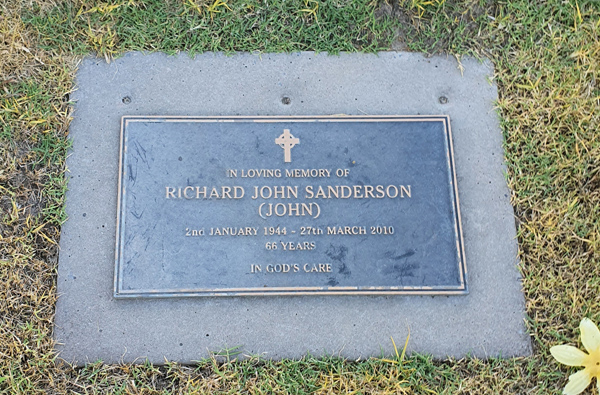 IN LOVING MEMORY OF
RICHARD JOHN SANDERSON
(JOHN)
2nd JANUARY 1944 - 27th MARCH 2010
66 YEARS
IN GOD'S CARE